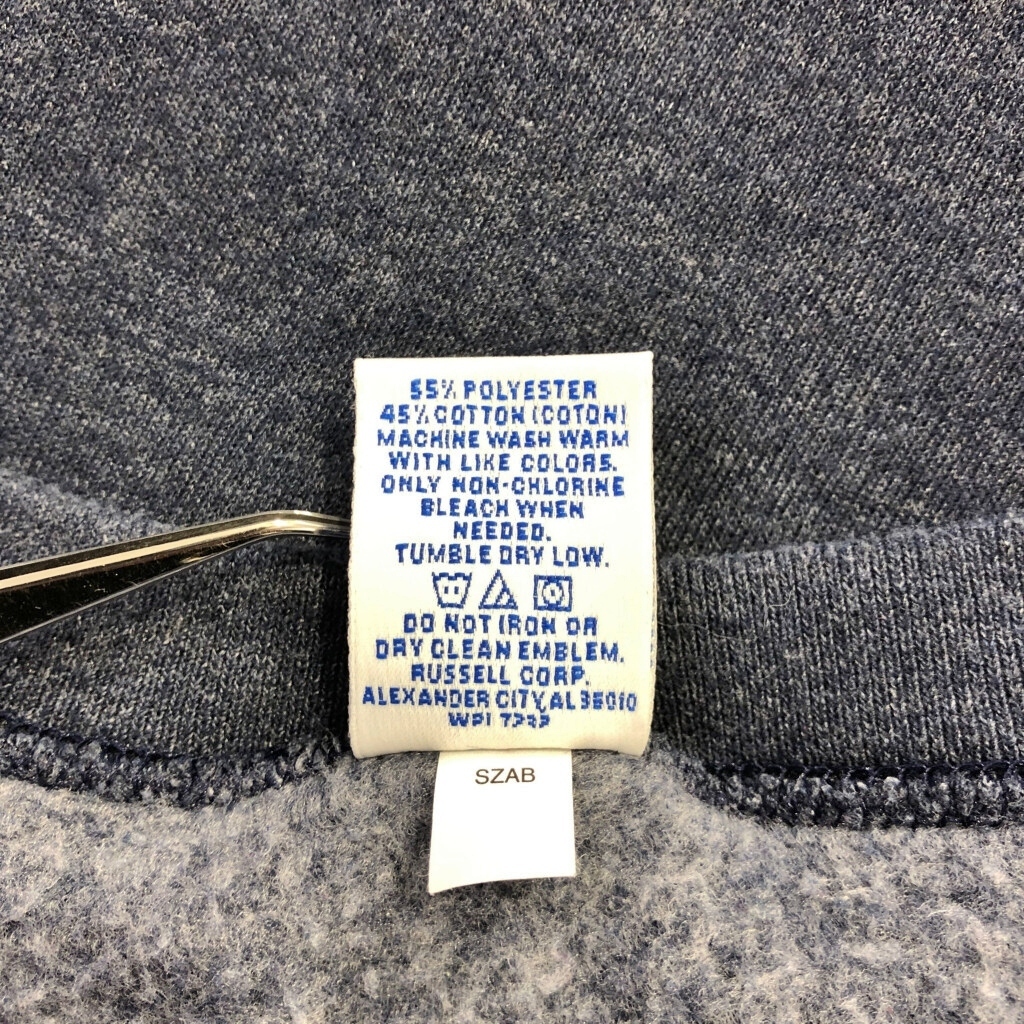 55% POLYESTER
45% COTTON (COTON)
MACHINE WASH WARM
WITH LIKE COLORS.
ONLY NON-CHLORINE
BLEACH WHEN
NEEDED.
TUMBLE DRY LOW.
DO NOT IRON OR
DRY CLEAN EMBLEM.
RUSSELL CORP.
ALEXANDER CITY, AL 35010
WPL
SZAB